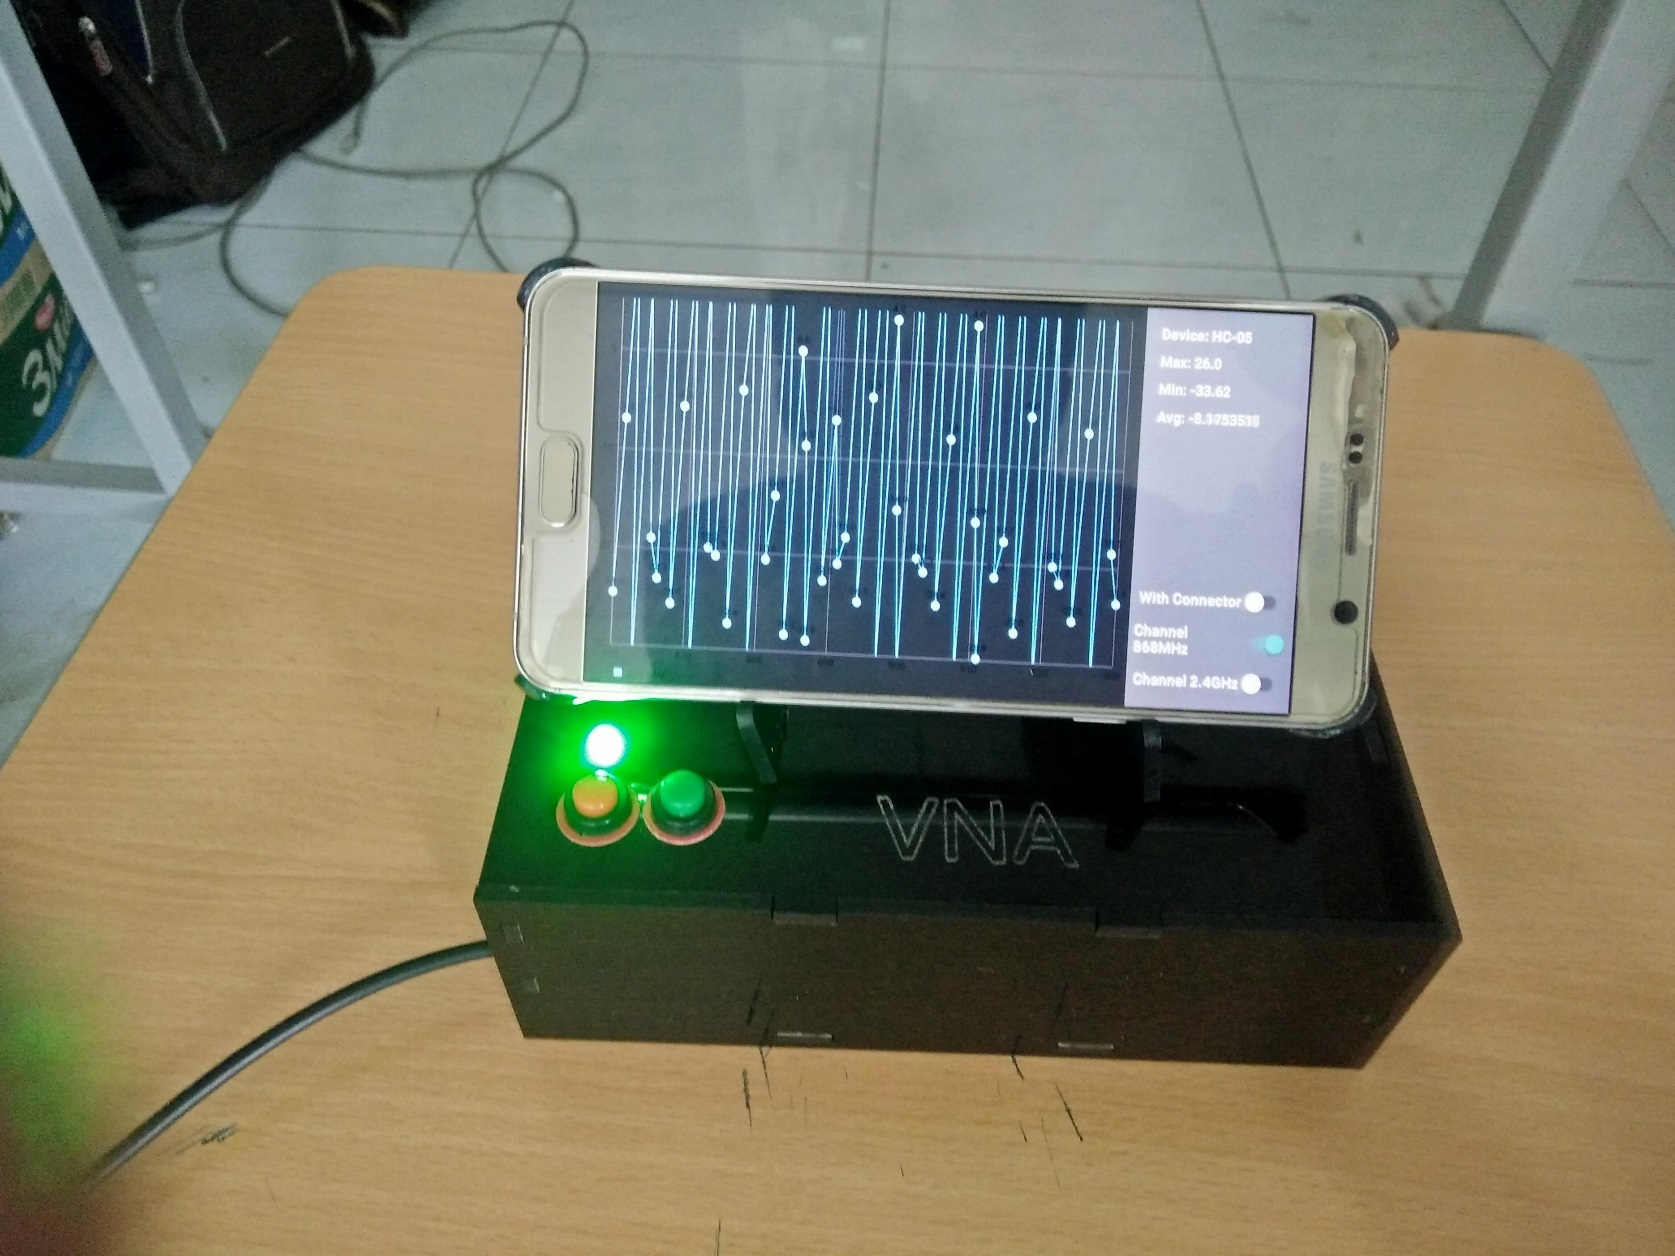 Device: HC-05
Max: 26.0
Min: -33.62
Avg: -8.1753515
With Connector
Channel
868MHz
Channel 2.4GHz
SAMSUNG
VNA